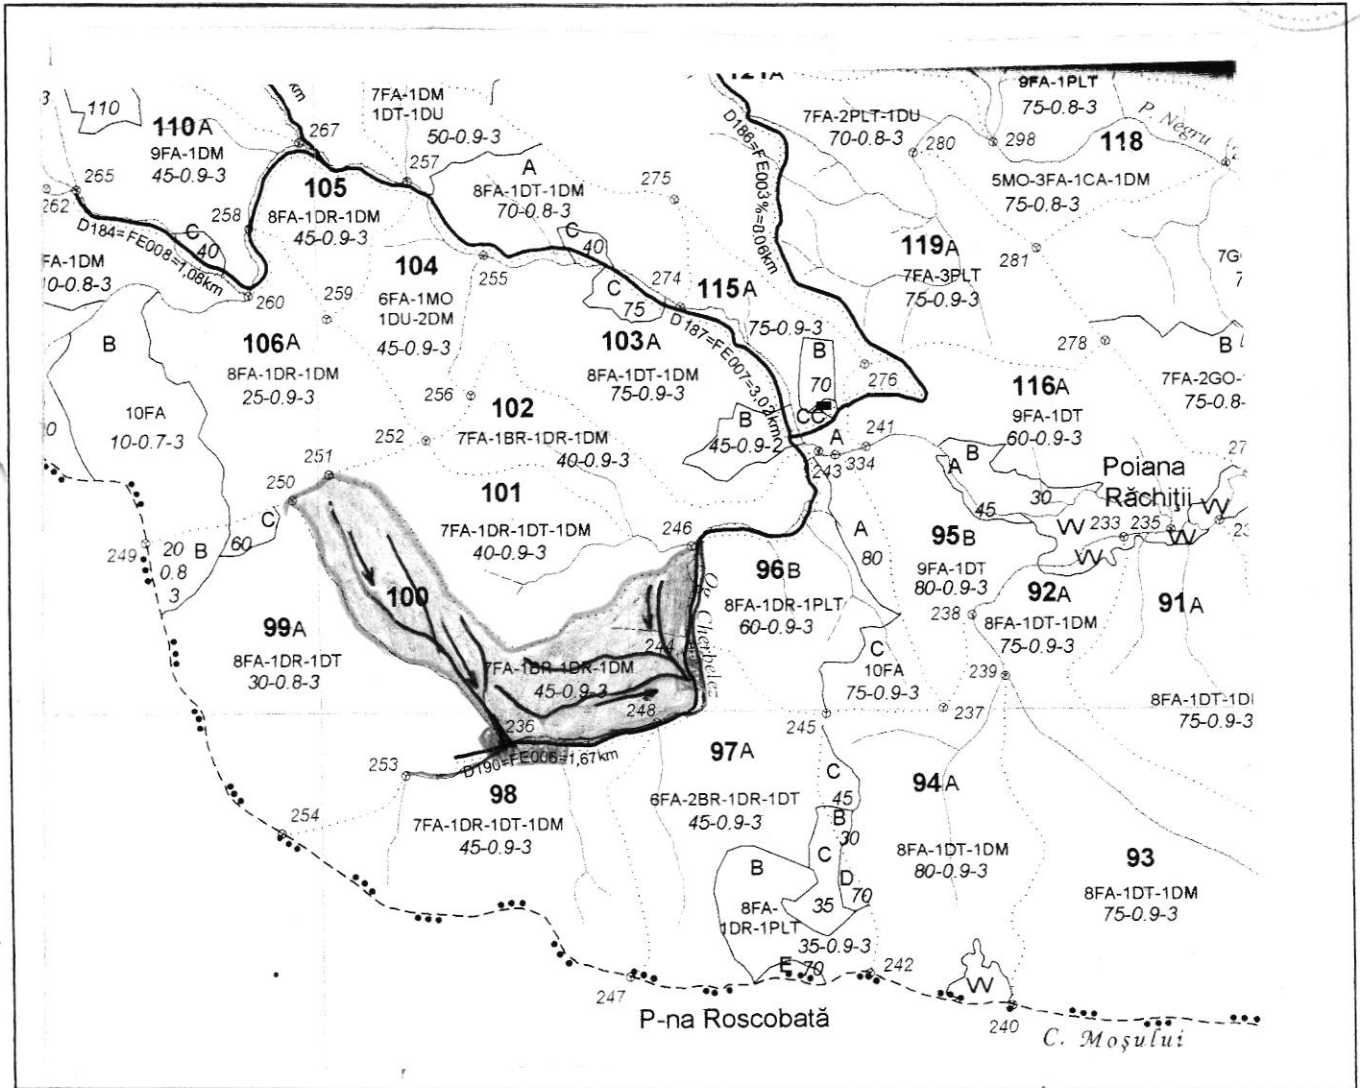 121A
km
3
110
110A
9FA-1DM
45-0.9-3
267
7FA-1DM
1DT-1DU
50-0.9-3
257
A
8FA-1DT-1DM
70-0.8-3
275
D186=FE003%=8,06km
7FA-2PLT-1DU
70-0.8-3
280
9FA-1PLT
75-0.8-3
298
118
P. Negru
5MO-3FA-1CA-1DM
75-0.8-3
265
262
D184=FE008=1,08km
C
40
258
105
8FA-1DR-1DM
45-0.9-3
FA-1DM
0-0.8-3
260
259
104
6FA-1MO
1DU-2DM
45-0.9-3
255
C
40
C
75
274
115A
75-0.9-3
D187=FE007=3,02km
119A
7FA-3PLT
75-0.9-3
281
278
B
106A
8FA-1DR-1DM
25-0.9-3
103A
8FA-1DT-1DM
75-0.9-3
B
70
276
116A
9FA-1DT
60-0.9-3
B
7FA-2GO-
75-0.8-
10FA
10-0.7-3
256
252
102
7FA-1BR-1DR-1DM
40-0.9-3
B
45-0.9-2
CC
A
243
334
241
B
A
45
30
Poiana
Răchiții
251
250
C
60
B
249
20
0.8
3
101
7FA-1DR-1DT-1DM
40-0.9-3
246
A
80
95B
9FA-1DT
80-0.9-3
W
W
W
W
233
235
100
Og. Cherbelez
96B
8FA-1DR-1PLT
60-0.9-3
238
92A
8FA-1DT-1DM
75-0.9-3
91A
99A
8FA-1DR-1DT
30-0.8-3
244
7FA-1BR-1DR-1DM
45-0.9-3
C
10FA
75-0.9-3
239
8FA-1DT-1D
75-0.9-3
236
248
245
237
253
D190=FE006=1,67km
97A
6FA-2BR-1DR-1DT
45-0.9-3
C
45
94A
254
98
7FA-1DR-1DT-1DM
45-0.9-3
B
30
C
D
70
35
8FA-1DT-1DM
80-0.9-3
93
8FA-1DT-1DM
75-0.9-3
B
8FA-
1DR-1PLT
35-0.9-3
E
70
242
W
247
P-na Roscobată
240
C. Moșului